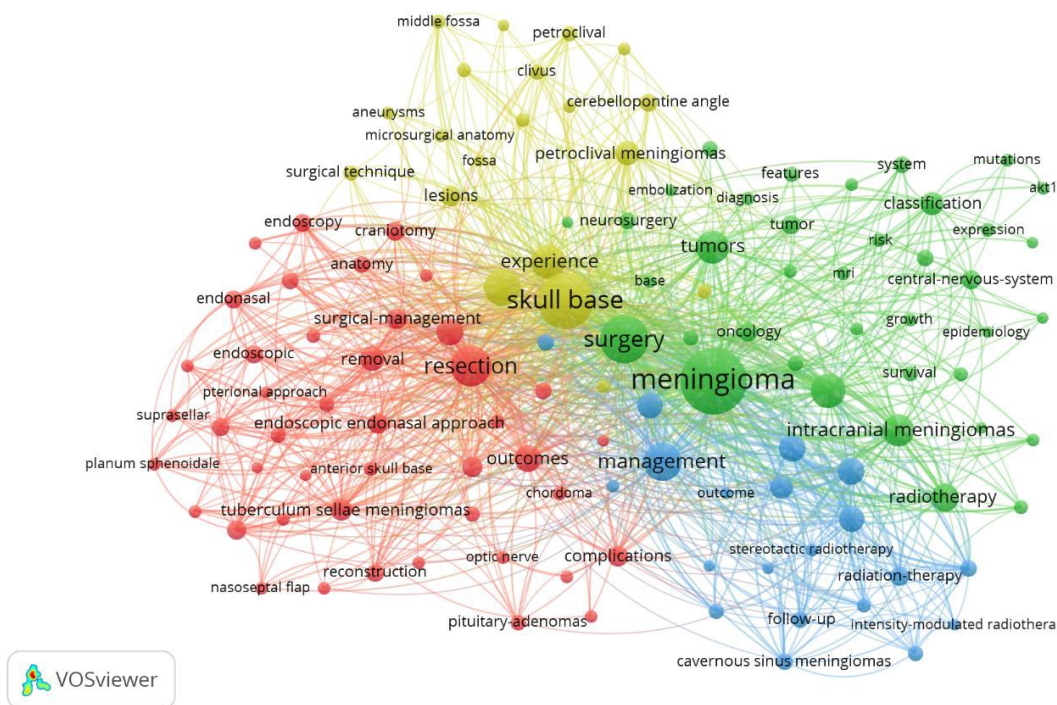 middle fossa
petroclival
clivus
cerebellopontine angle
aneurysms
microsurgical anatomy
petroclival meningiomas
fossa
surgical technique
lesions
embolization
features
diagnosis
system
mutations
akt1
classification
endoscopy
craniotomy
neurosurgery
tumor
expression
risk
tumors
anatomy
experience
base
mri
central-nervous-system
endonasal
skull base
surgical-management
surgery
oncology
growth
epidemiology
endoscopic
removal
resection
meningioma
survival
pterional approach
suprasellar
endoscopic endonasal approach
intracranial meningiomas
planum sphenoidale
anterior skull base
outcomes
management
chordoma
outcome
radiotherapy
tuberculum sellae meningiomas
optic nerve
complications
stereotactic radiotherapy
reconstruction
radiation-therapy
nasoseptal flap
pituitary-adenomas
follow-up
intensity-modulated radiothera
cavernous sinus meningiomas
VOSviewer